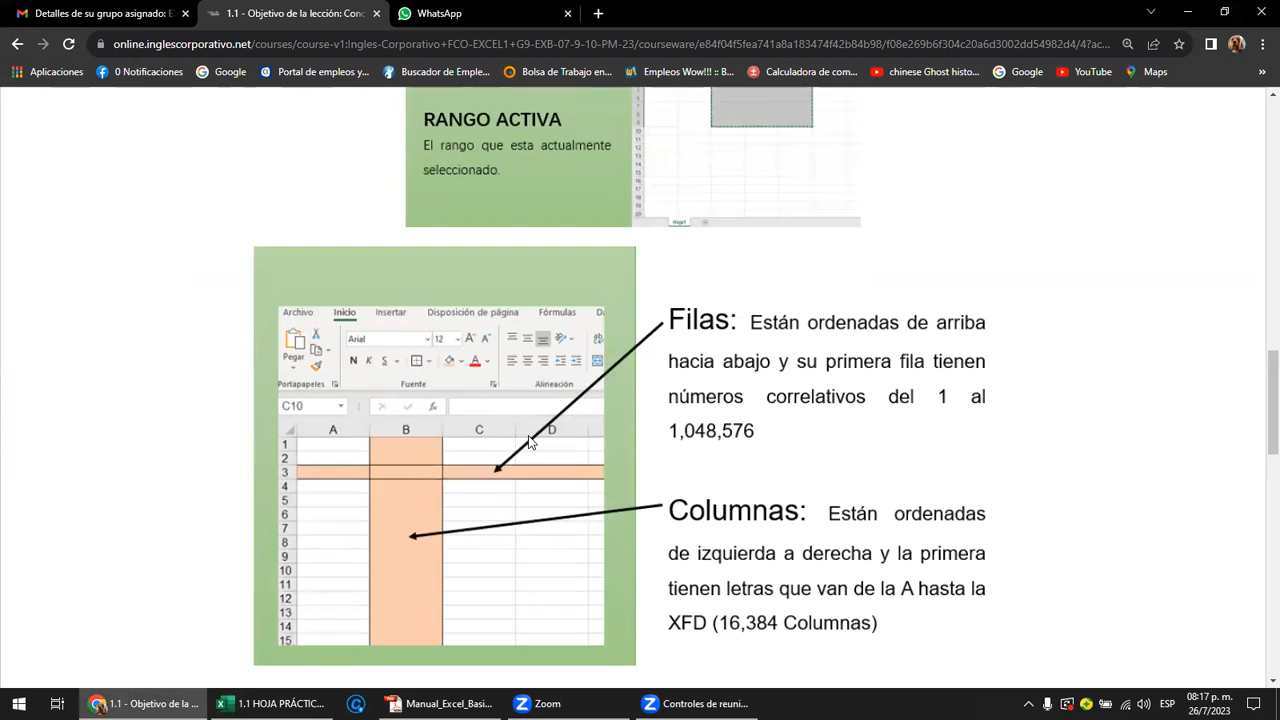 Detalles de su grupo asignado: E
1.1 - Objetivo de la lección: Conc
WhatsApp
online.inglescorporativo.net/courses/course-v1:Ingles-Corporativo+FCO-EXCEL1+G9-EXB-07-9-10-PM-23/courseware/e84f04f5fea741a8a183474f42b84b98/f08e269b6f304c20a6d3002dd54982d4/4?ac...
Aplicaciones
0 Notificaciones
Google
Portal de empleos y...
Buscador de Emple...
Bolsa de Trabajo en...
Empleos Wow!!! :: B...
Calculadora de com...
chinese Ghost histo...
Google
YouTube
Maps
»
RANGO ACTIVA
El rango que esta actualmente
seleccionado.
Hoja1
Archivo Inicio Insertar Disposición de página Fórmulas
Pegar
Arial 12
N K S
Portapapeles Fuente Alineación
C10 fx
A B C D
1
2
3
4
5
6
7
8
9
10
11
12
13
14
15
Filas: Están ordenadas de arriba
hacia abajo y su primera fila tienen
números correlativos del 1 al
1,048,576
Columnas: Están ordenadas
de izquierda a derecha y la primera
tienen letras que van de la A hasta la
XFD (16,384 Columnas)
1.1 - Objetivo de la ...
1.1 HOJA PRÁCTIC...
Manual_Excel_Basi...
Zoom
Controles de reuni...
ESP
08:17 p. m.
26/7/2023